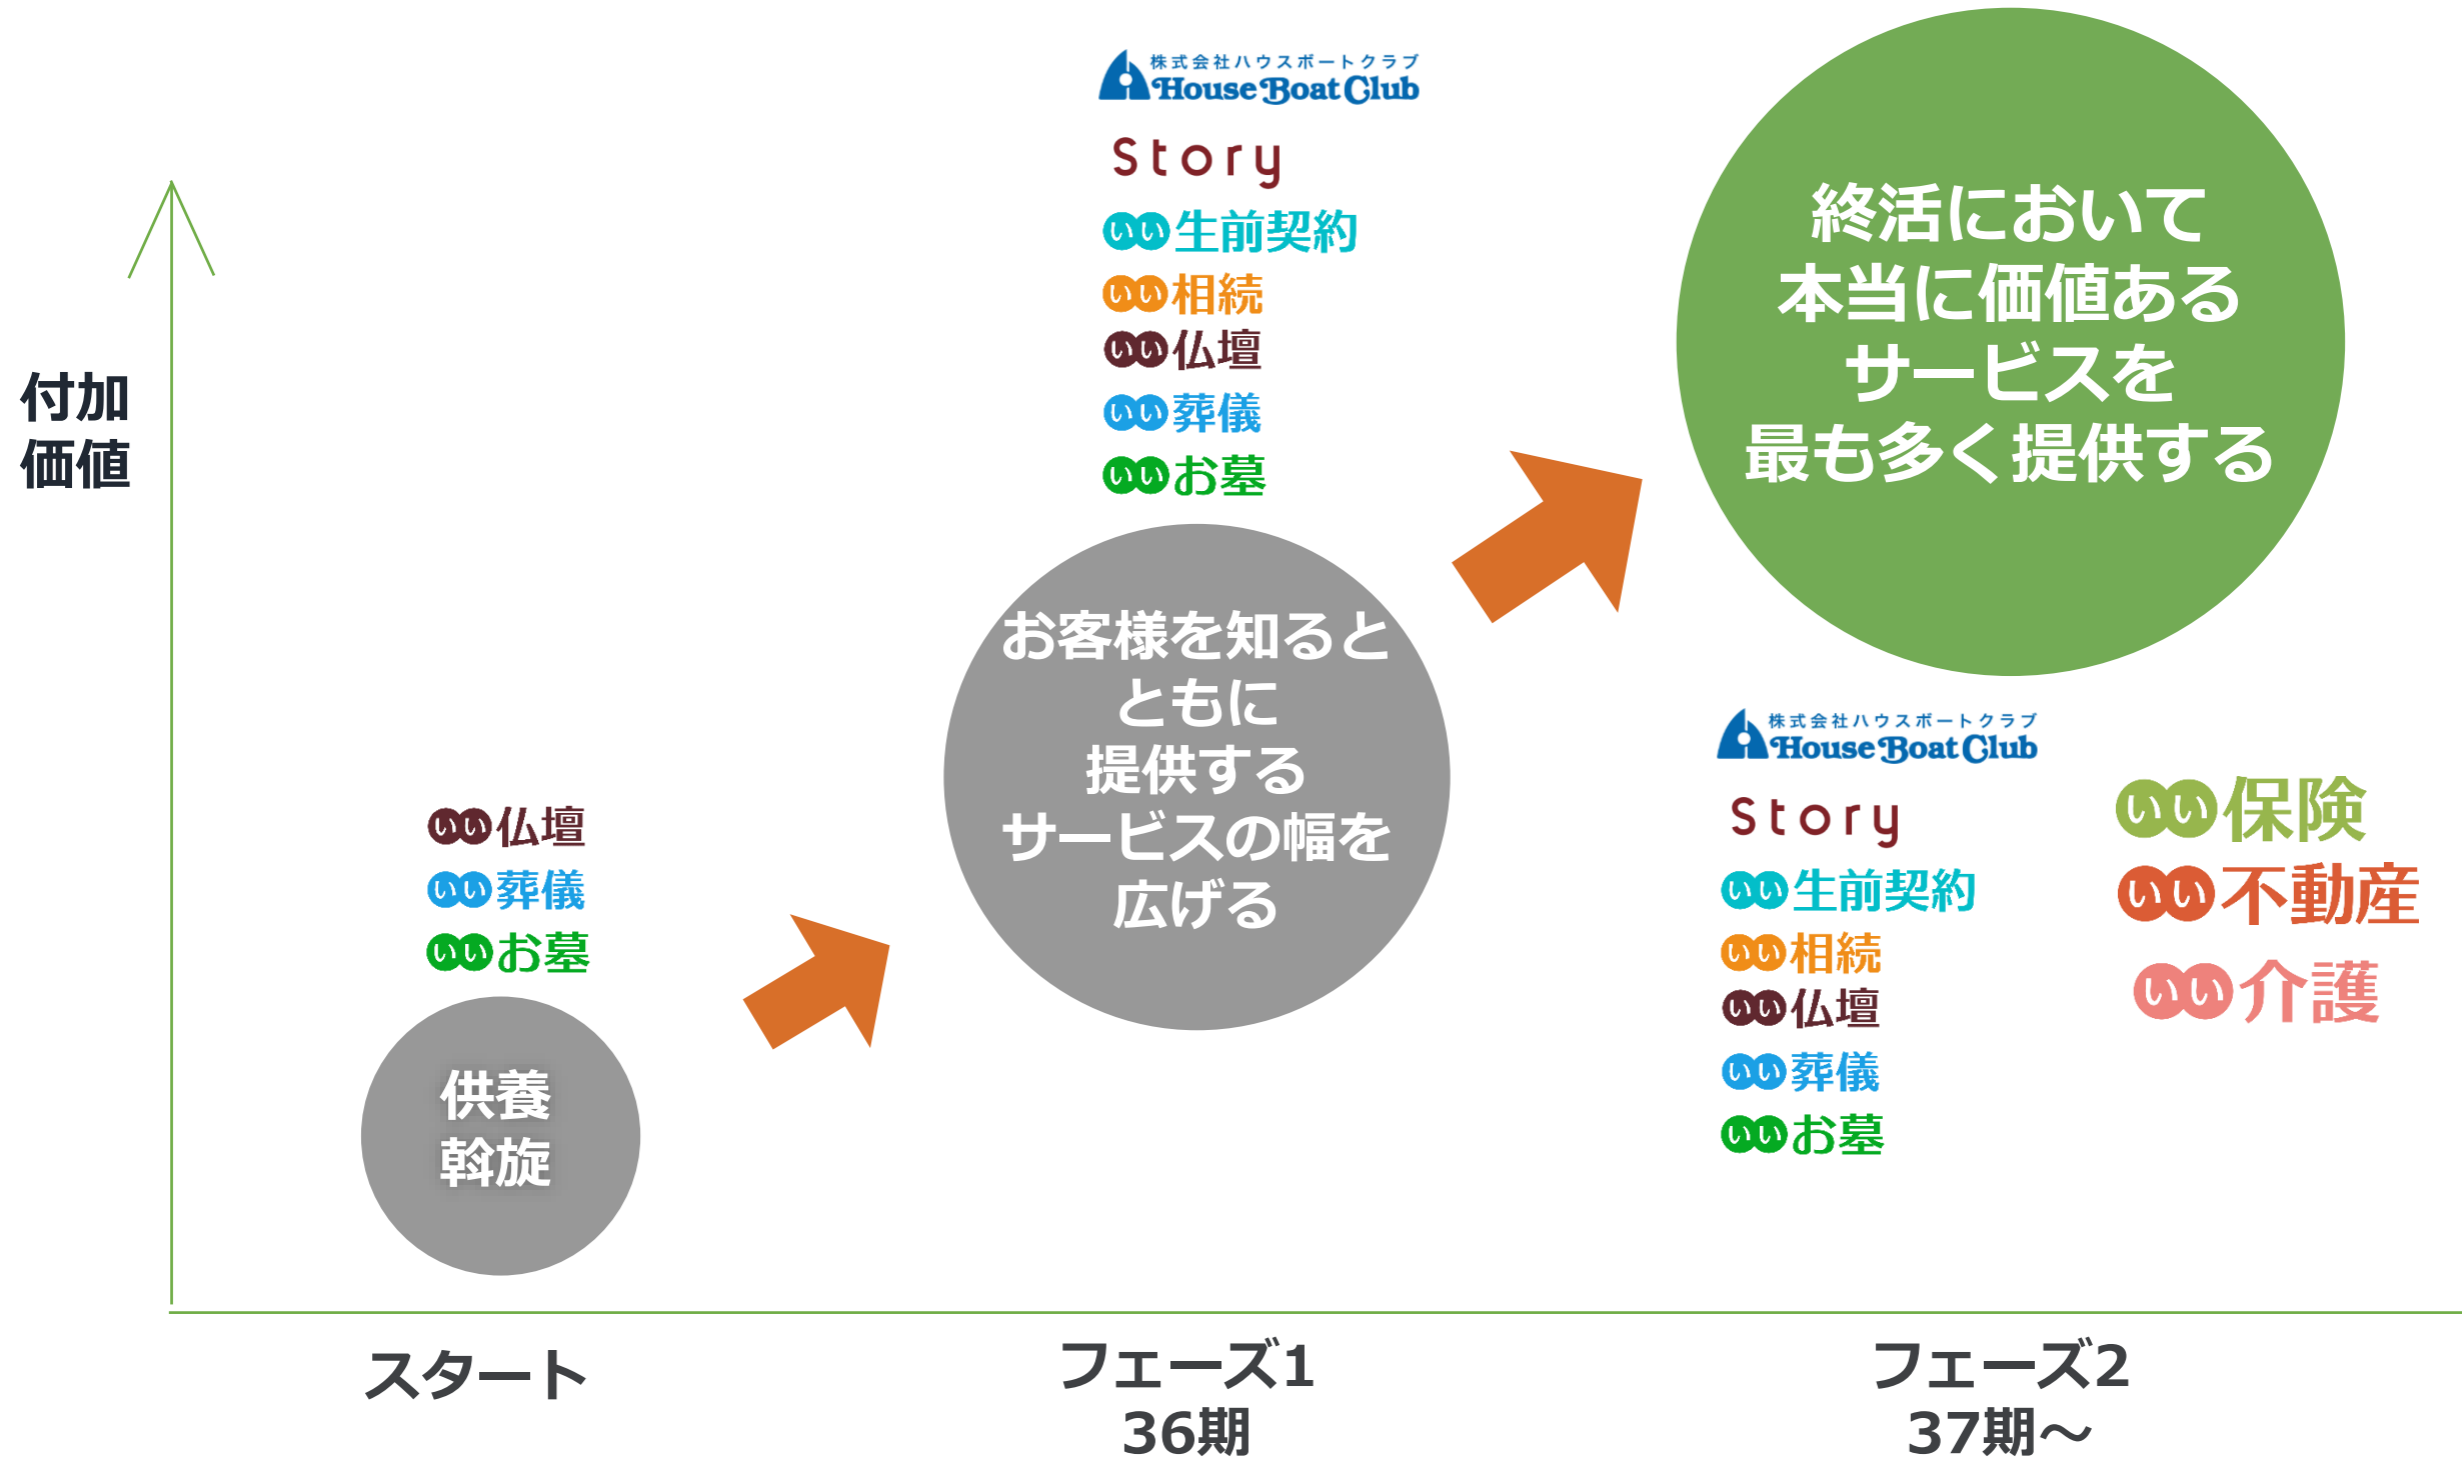 付加
価値
いい仏壇
いい葬儀
いいお墓
供養
斡旋
株式会社ハウスボートクラブ
House Boat Club
Story
いい生前契約
いい相続
いい仏壇
いい葬儀
いいお墓
お客様を知ると
ともに
提供する
サービスの幅を
広げる
終活において
本当に価値ある
サービスを
最も多く提供する
株式会社ハウスボートクラブ
House Boat Club
Story
いい生前契約
いい相続
いい仏壇
いい葬儀
いいお墓
いい保険
いい不動産
いい介護
スタート
フェーズ1
36期
フェーズ2
37期～